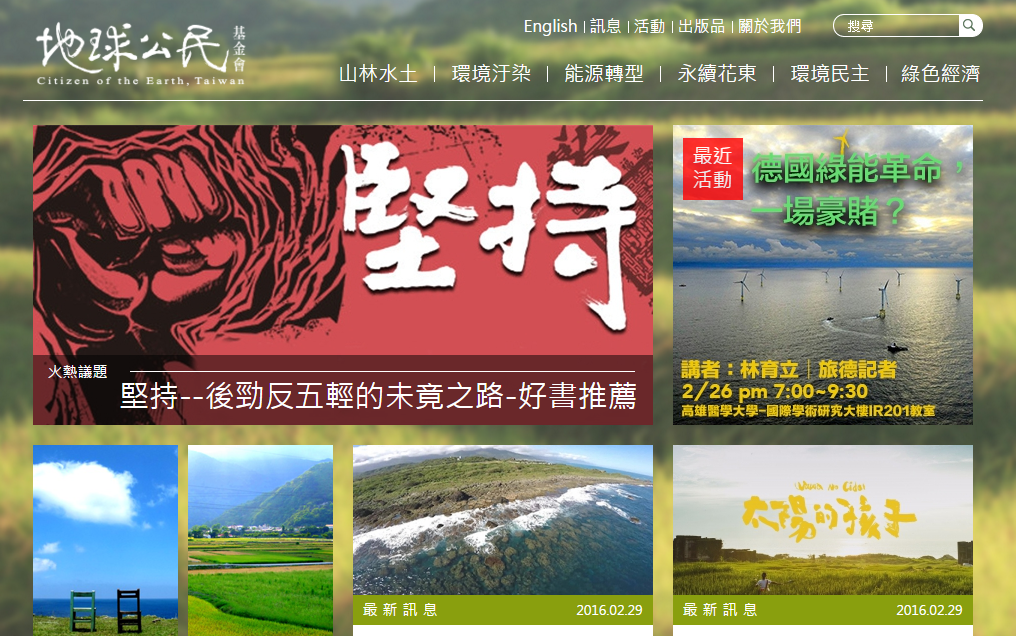 地球公民
基金會
Citizen of the Earth, Taiwan
English | 訊息 | 活動 | 出版品 | 關於我們
搜尋
山林水土 | 環境汙染 | 能源轉型 | 永續花東 | 環境民主 | 綠色經濟
堅持
火熱議題
堅持--後勁反五輕的未竟之路-好書推薦
最近
活動
德國綠能革命，
一場豪賭？
講者：林育立｜旅德記者
2/26 pm 7:00~9:30
高雄醫學大學-國際學術研究大樓IR201教室
太陽的孩子
最新訊息 2016.02.29
最新訊息 2016.02.29